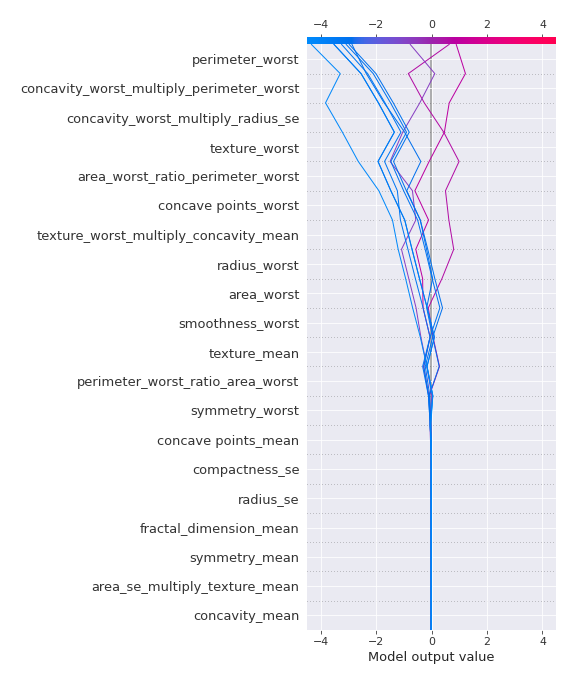 −4 −2 0 2 4
perimeter_worst
concavity_worst_multiply_perimeter_worst
concavity_worst_multiply_radius_se
texture_worst
area_worst_ratio_perimeter_worst
concave points_worst
texture_worst_multiply_concavity_mean
radius_worst
area_worst
smoothness_worst
texture_mean
perimeter_worst_ratio_area_worst
symmetry_worst
concave points_mean
compactness_se
radius_se
fractal_dimension_mean
symmetry_mean
area_se_multiply_texture_mean
concavity_mean
−4 −2 0 2 4
Model output value